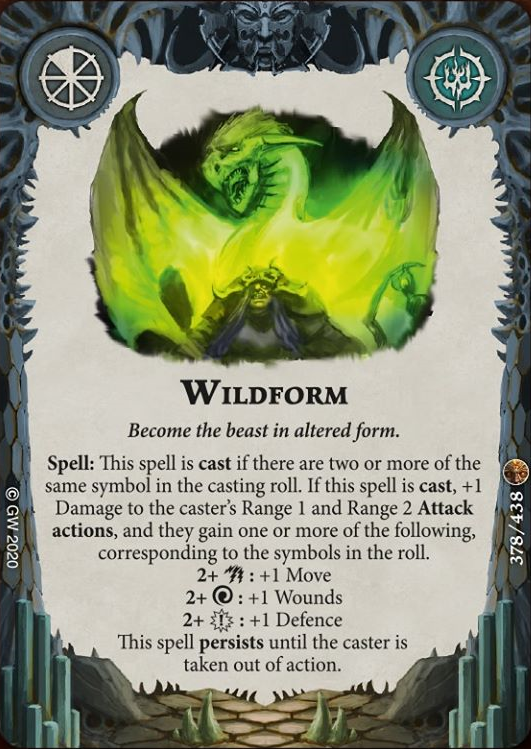 WILDFORM
Become the beast in altered form.
Spell: This spell is cast if there are two or more of the
same symbol in the casting roll. If this spell is cast, +1
Damage to the caster's Range 1 and Range 2 Attack
actions, and they gain one or more of the following,
corresponding to the symbols in the roll.
2+ : +1 Move
2+ : +1 Wounds
2+ : +1 Defence
This spell persists until the caster is
taken out of action.
© GW 2020
378/438